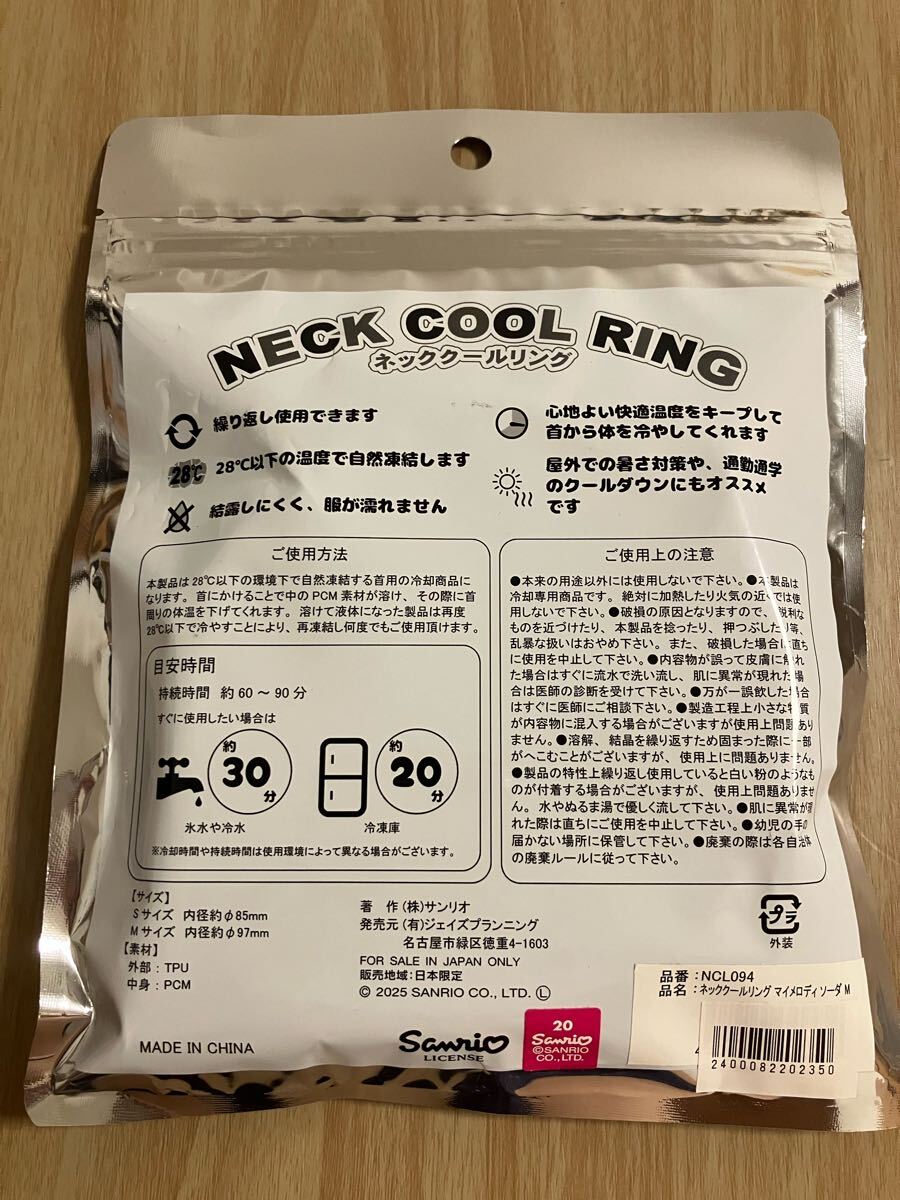 NECK COOL RING
ネッククールリング
繰り返し使用できます
28℃
28℃以下の温度で自然凍結します
結露しにくく、服が濡れません
心地よい快適温度をキープして
首から体を冷やしてくれます
屋外での暑さ対策や、通勤通学
のクールダウンにもオススメ
です
ご使用方法
本製品は28℃以下の環境下で自然凍結する首用の冷却商品に
なります。首にかけることで中のPCM素材が溶け、その際に首
周りの体温を下げてくれます。溶けて液体になった製品は再度
28℃以下で冷やすことにより、再凍結し何度でもご使用頂けます。
目安時間
持続時間 約60～90分
すぐに使用したい場合は
約
30
分
氷水や冷水
約
20
分
冷凍庫
※冷却時間や持続時間は使用環境によって異なる場合がございます。
ご使用上の注意
●本来の用途以外には使用しないで下さい。●本製品は
冷却専用商品です。絶対に加熱したり火気の近くでは使
用しないで下さい。●破損の原因となりますので、鋭利な
ものを近づけたり、本製品を捻ったり、押つぶしたり等、
乱暴な扱いはおやめ下さい。また、破損した場合は直ち
に使用を中止して下さい。●内容物が誤って皮膚に触れ
た場合はすぐに流水で洗い流し、肌に異常が現れた場
合は医師の診断を受けて下さい。●万が一誤飲した場合
はすぐに医師にご相談下さい。●製造工程上小さな物質
が内容物に混入する場合がございますが使用上問題あり
ません。●溶解、結晶を繰り返すため固まった際に一部
がへこむことがございますが、使用上に問題ありません。
●製品の特性上繰り返し使用していると白い粉のようなも
のが付着する場合がございますが、使用上問題ありませ
ん。水やぬるま湯で優しく流して下さい。●肌に異常が現
れた際は直ちにご使用を中止して下さい。●幼児の手の
届かない場所に保管して下さい。●廃棄の際は各自治体
の廃棄ルールに従って下さい。
【サイズ】
Sサイズ 内径約φ85mm
Mサイズ 内径約φ97mm
【素材】
外部：TPU
中身：PCM
MADE IN CHINA
著 作 (株)サンリオ
発売元 (有)ジェイズプランニング
名古屋市緑区徳重4-1603
FOR SALE IN JAPAN ONLY
販売地域：日本限定
© 2025 SANRIO CO., LTD. Ⓛ
Sanrio
LICENSE
20
Sanrio
©SANRIO
CO.,LTD.
プラ
外装
品番：NCL094
品名：ネッククールリング マイメロディ ソーダ M
2400082202350